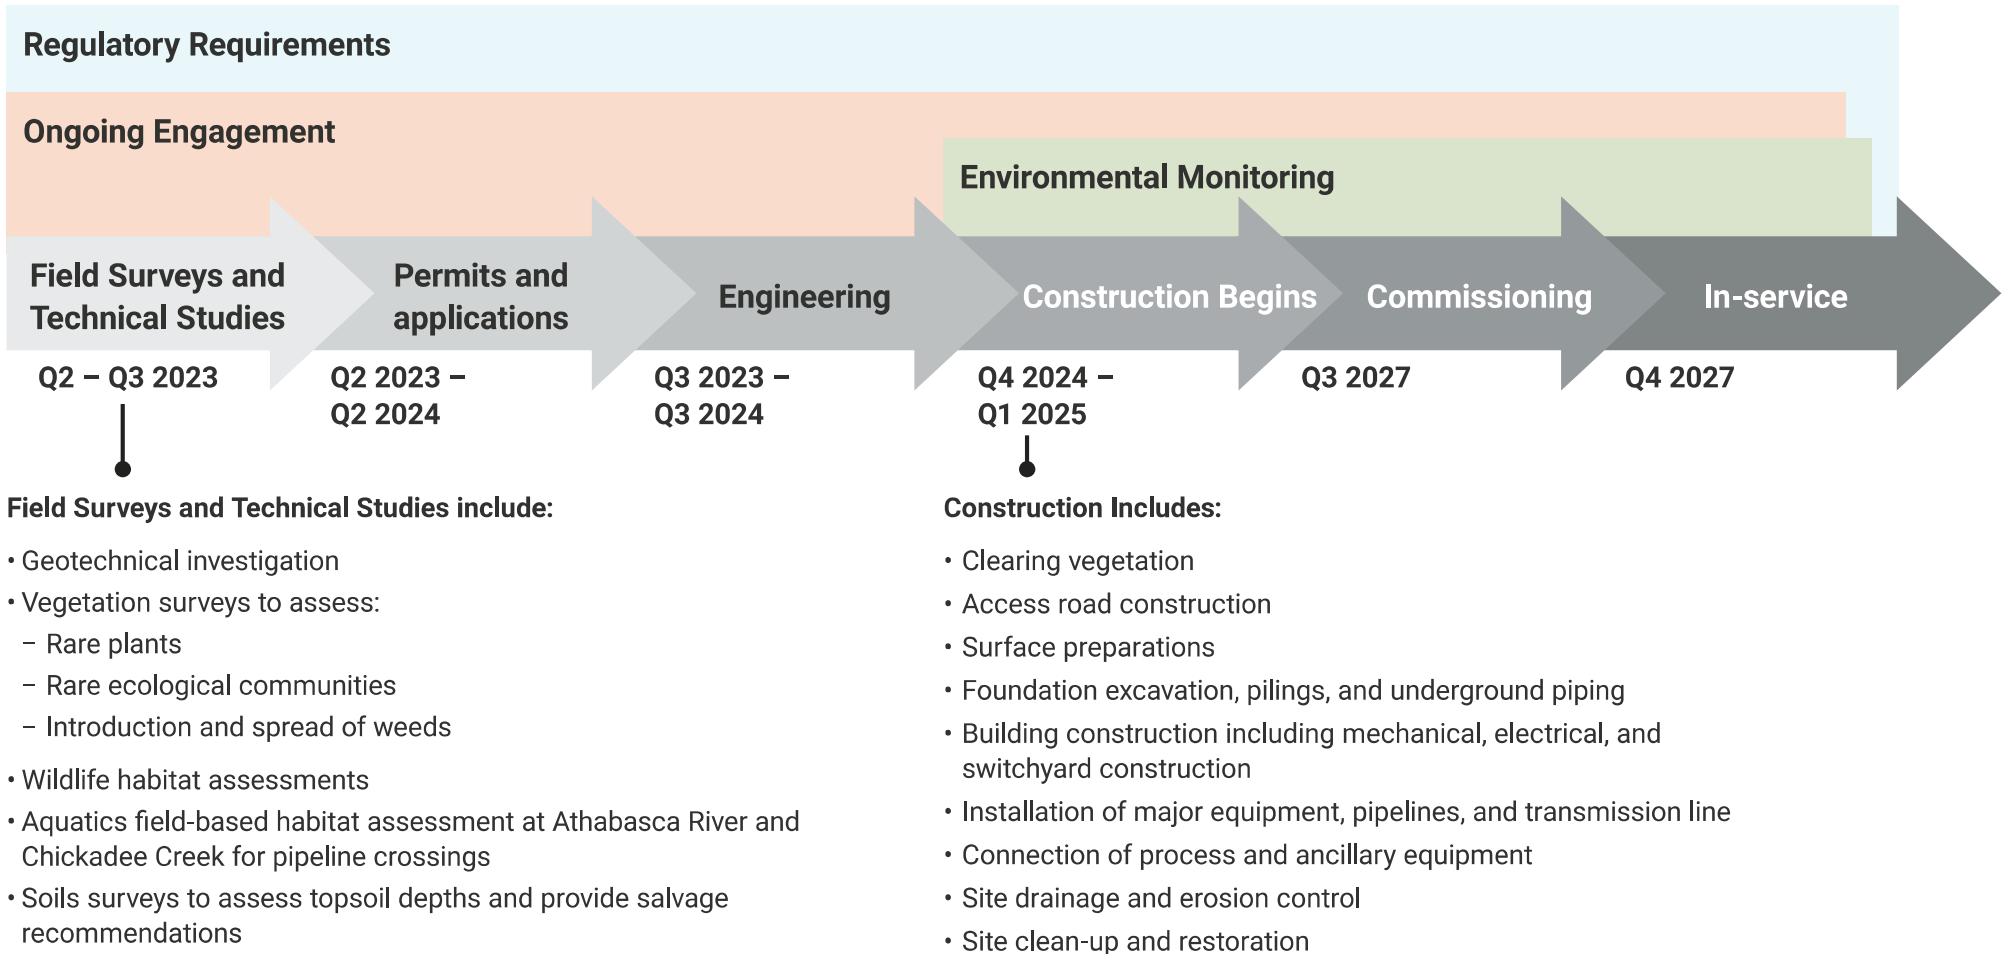 Regulatory Requirements
Ongoing Engagement
Environmental Monitoring
Field Surveys and
Technical Studies
Permits and
applications
Engineering
Construction Begins
Commissioning
In-service
Q2 – Q3 2023
Q2 2023 –
Q2 2024
Q3 2023 –
Q3 2024
Q4 2024 –
Q1 2025
Q3 2027
Q4 2027
Field Surveys and Technical Studies include:
• Geotechnical investigation
• Vegetation surveys to assess:
– Rare plants
– Rare ecological communities
– Introduction and spread of weeds
• Wildlife habitat assessments
• Aquatics field-based habitat assessment at Athabasca River and
Chickadee Creek for pipeline crossings
• Soils surveys to assess topsoil depths and provide salvage
recommendations
Construction Includes:
• Clearing vegetation
• Access road construction
• Surface preparations
• Foundation excavation, pilings, and underground piping
• Building construction including mechanical, electrical, and
switchyard construction
• Installation of major equipment, pipelines, and transmission line
• Connection of process and ancillary equipment
• Site drainage and erosion control
• Site clean-up and restoration